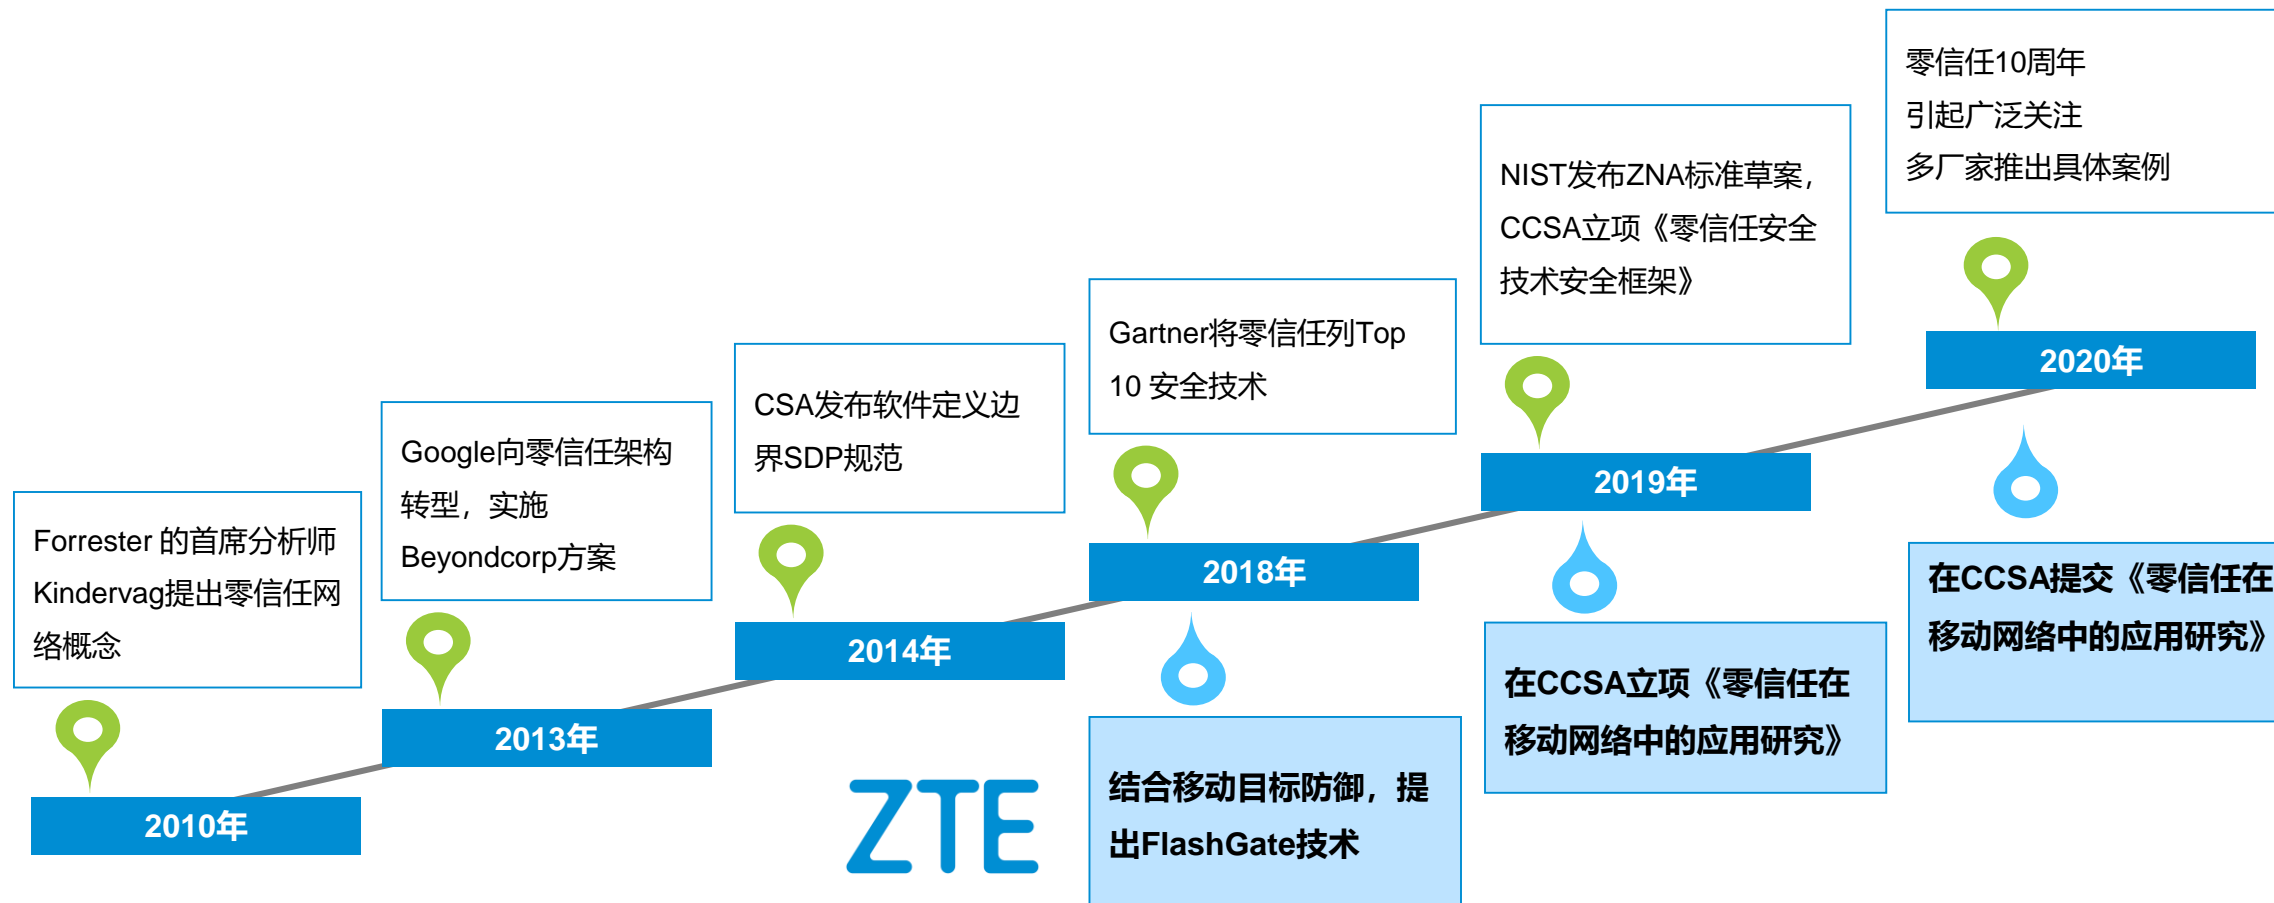 Forrester 的首席分析师
Kindervag提出零信任网
络概念
2010年
Google向零信任架构
转型，实施
Beyondcorp方案
2013年
CSA发布软件定义边
界SDP规范
2014年
Gartner将零信任列Top
10 安全技术
2018年
NIST发布ZNA标准草案，
CCSA立项《零信任安全
技术安全框架》
2019年
零信任10周年
引起广泛关注
多厂家推出具体案例
2020年
ZTE
结合移动目标防御，提
出FlashGate技术
在CCSA立项《零信任在
移动网络中的应用研究》
在CCSA提交《零信任在
移动网络中的应用研究》